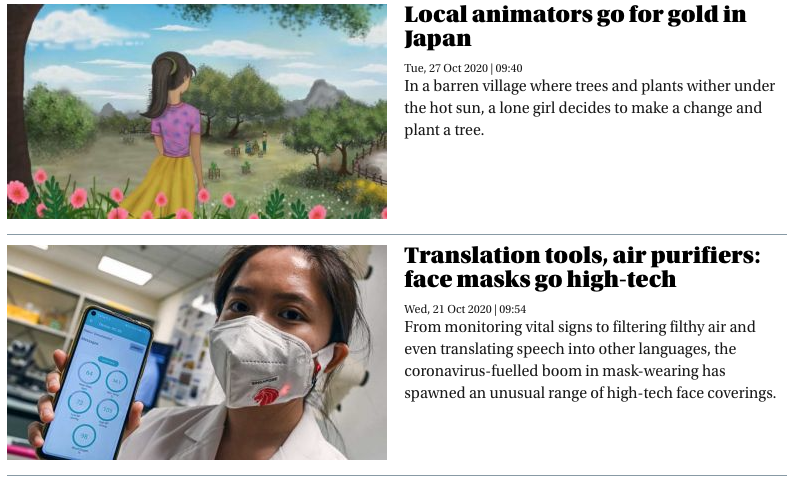 Local animators go for gold in
Japan
Tue, 27 Oct 2020 | 09:40
In a barren village where trees and plants wither under
the hot sun, a lone girl decides to make a change and
plant a tree.
Translation tools, air purifiers:
face masks go high-tech
Wed, 21 Oct 2020 | 09:54
From monitoring vital signs to filtering filthy air and
even translating speech into other languages, the
coronavirus-fuelled boom in mask-wearing has
spawned an unusual range of high-tech face coverings.